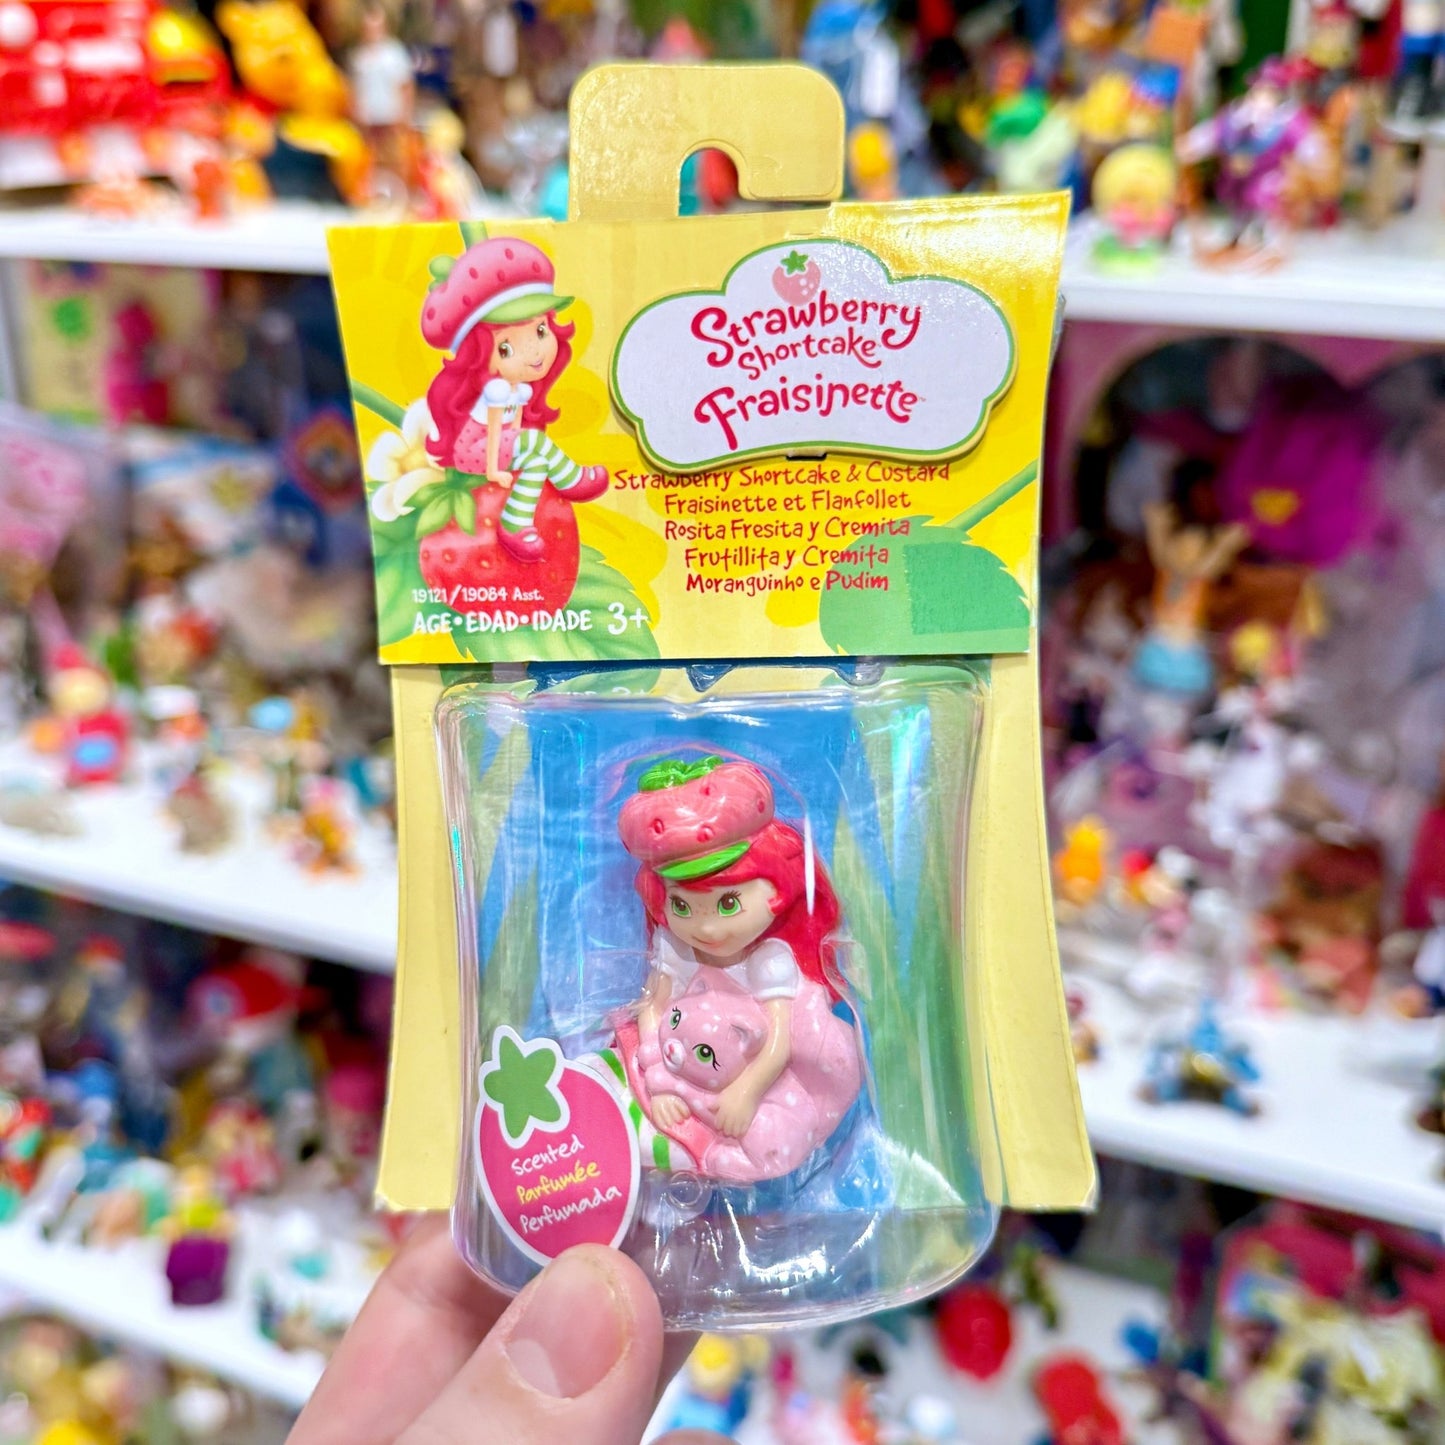 Strawberry
Shortcake
Fraisinette™
Strawberry Shortcake & Custard
Fraisinette et Flanfollet
Rosita Fresita y Cremita
Frutillita y Cremita
Moranguinho e Pudim
19121/19084 Asst.
AGE•EDAD•IDADE 3+
Scented
Parfumée
Perfumada